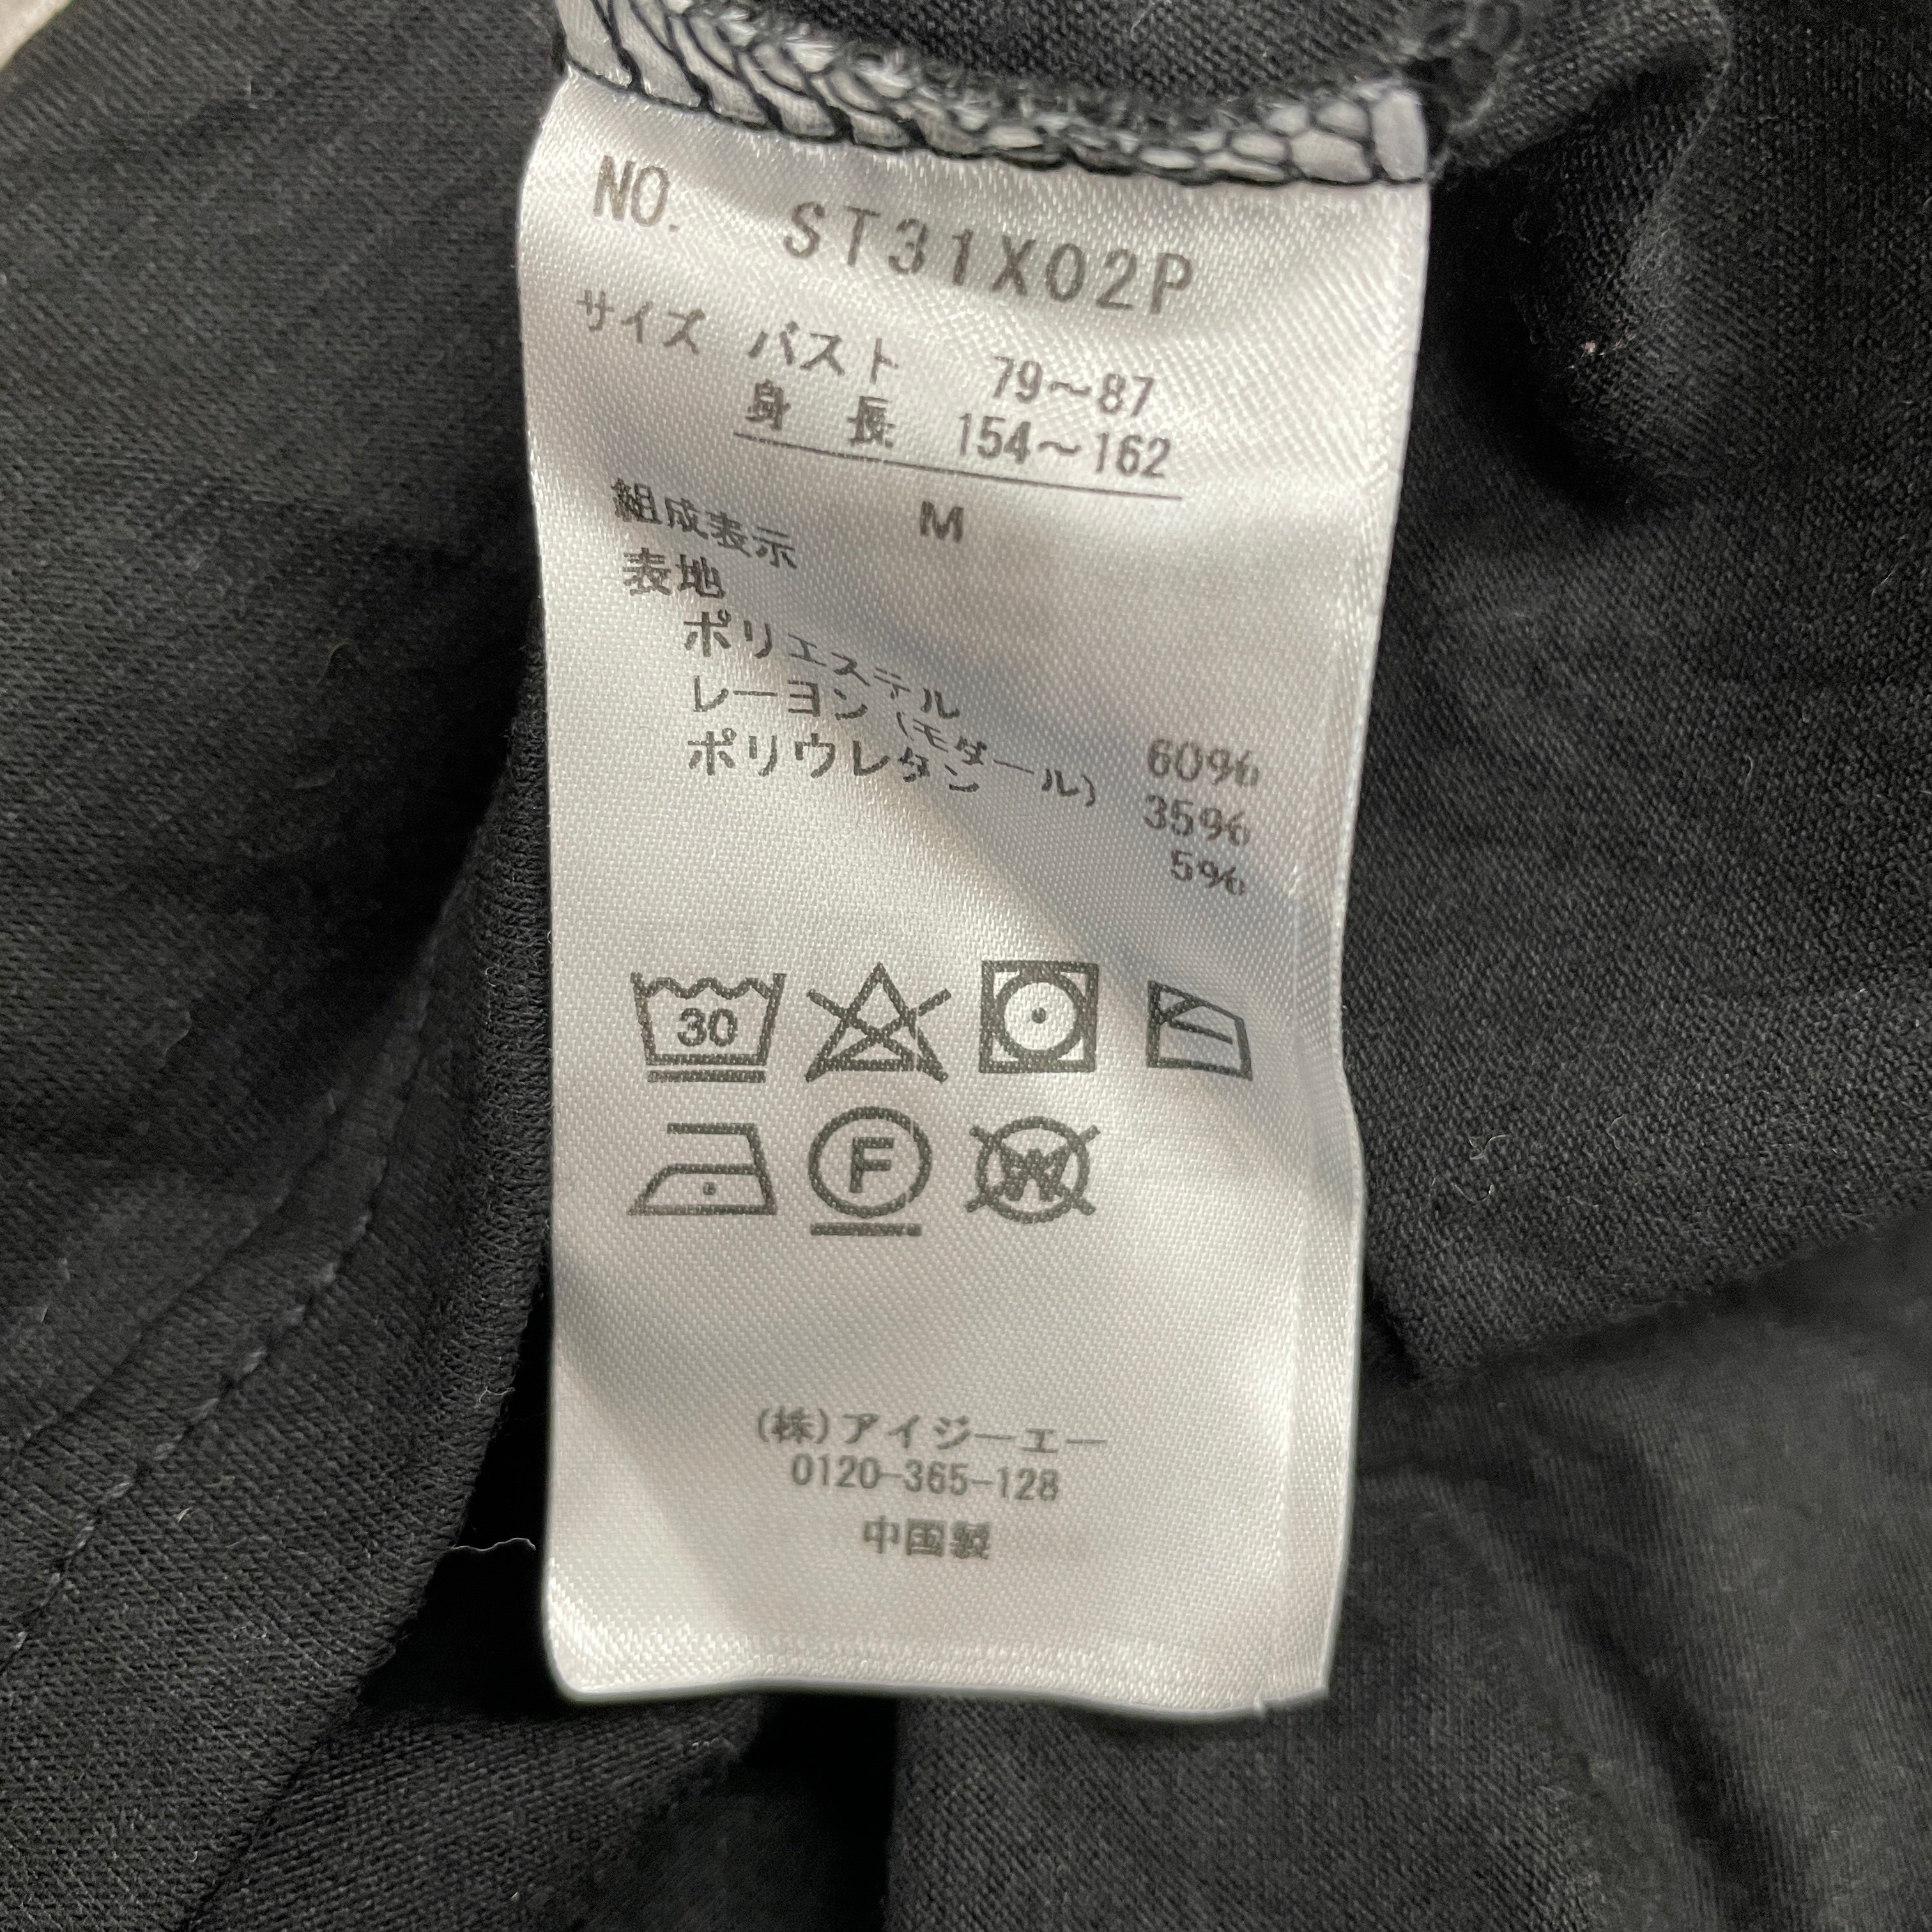 NO. ST31X02P
サイズ バスト 79～87
身長 154～162
M
組成表示
表地
ポリエステル 60%
レーヨン(モダール) 35%
ポリウレタン 5%
30
F
W
(株)アイジーエー
0120-365-128
中国製